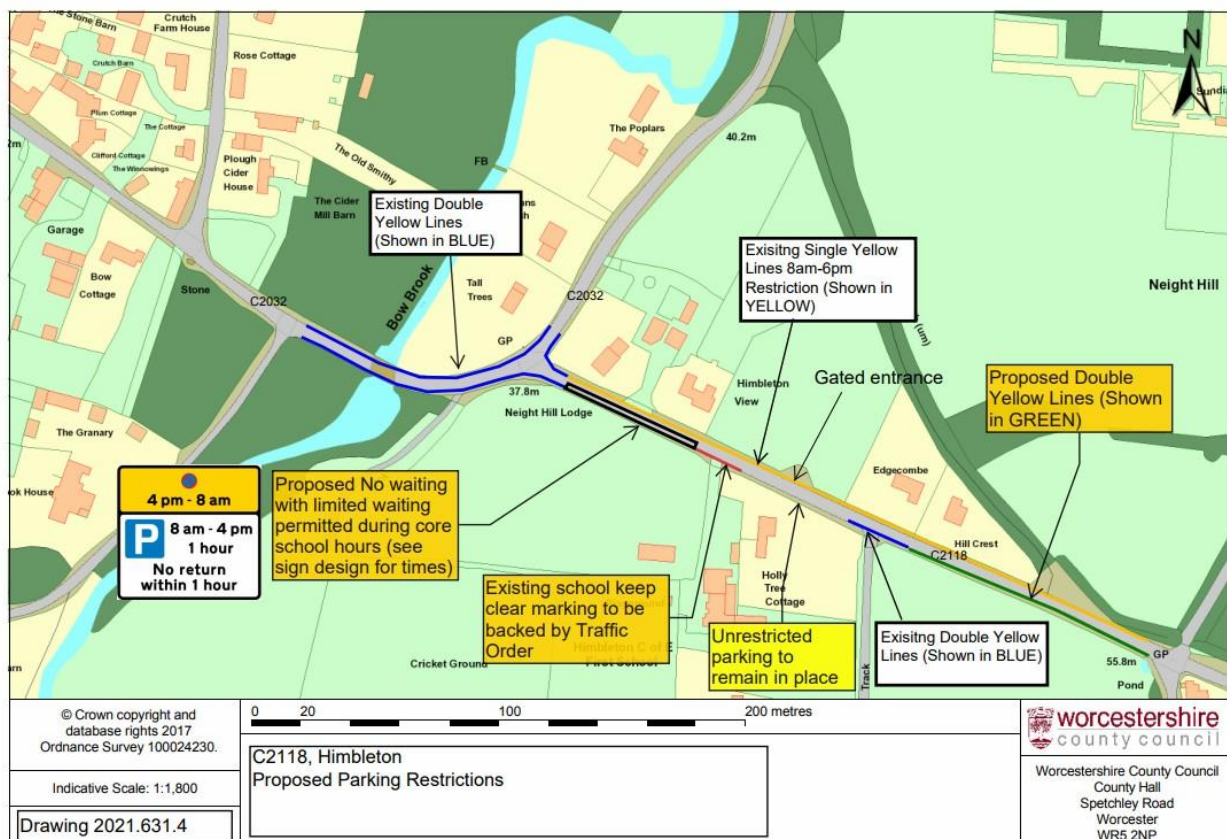 The Stone Barn
Crutch
Farm House
Crutch Barn
Rose Cottage
Plum Cottage
The Cottage
Clifford Cottage
The Winnowings
Plough
Cider
House
The Old Smithy
The Cider
Mill Barn
FB
The Poplars
40.2m
N
Garage
Bow
Cottage
Stone
C2032
Bow Brook
Tall
Trees
GP
C2032
Existing Double
Yellow Lines
(Shown in BLUE)
Exisitng Single Yellow
Lines 8am-6pm
Restriction (Shown in
YELLOW)
Neight Hill
(um)
37.8m
Neight Hill Lodge
Himbleton
View
Gated entrance
Proposed Double
Yellow Lines (Shown
in GREEN)
Edgecombe
The Granary
ook House
4 pm - 8 am
P 8 am - 4 pm
1 hour
No return
within 1 hour
Proposed No waiting
with limited waiting
permitted during core
school hours (see
sign design for times)
Hill Crest
C2118
Existing school keep
clear marking to be
backed by Traffic
Order
Holly
Tree
Cottage
Unrestricted
parking to
remain in place
Exisitng Double Yellow
Lines (Shown in BLUE)
Cricket Ground
Himbleton C of E
First School
Track
55.8m
GP
Pond
© Crown copyright and
database rights 2017
Ordnance Survey 100024230.
Indicative Scale: 1:1,800
Drawing 2021.631.4
0 20 100 200 metres
C2118, Himbleton
Proposed Parking Restrictions
worcestershire
county council
Worcestershire County Council
County Hall
Spetchley Road
Worcester
WR5 2NP